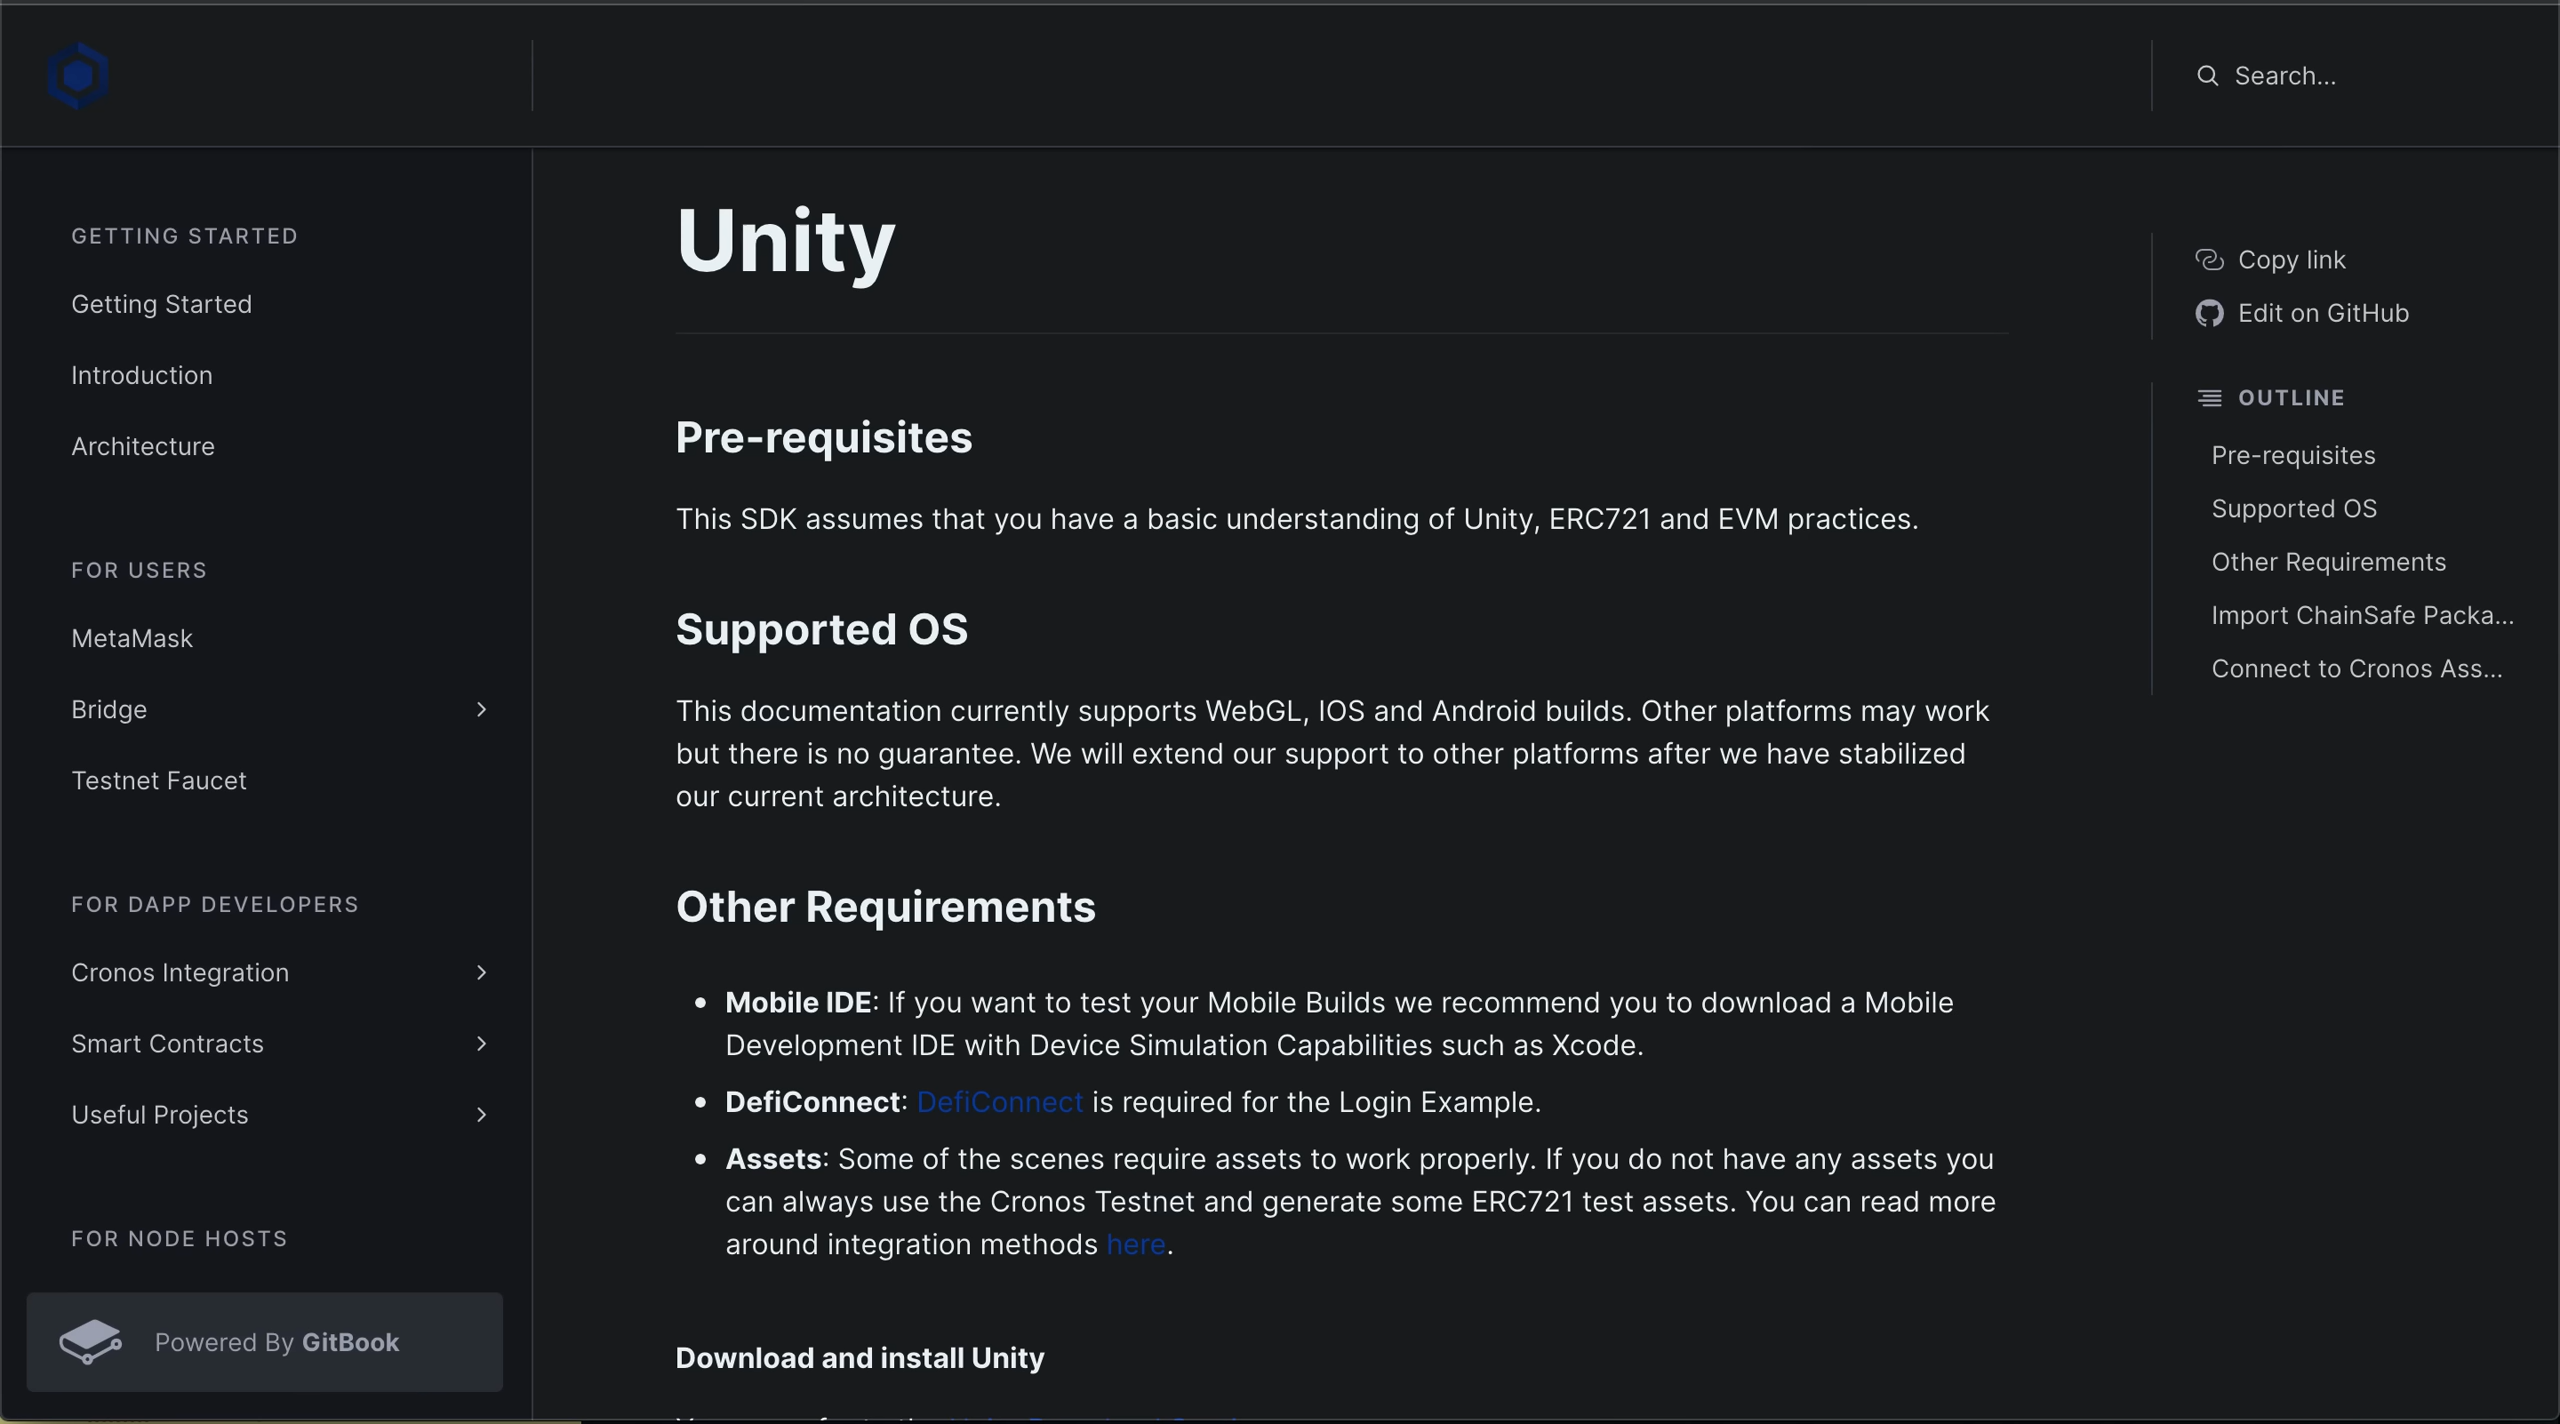 Search...
GETTING STARTED
Getting Started
Introduction
Architecture
FOR USERS
MetaMask
Bridge
Testnet Faucet
FOR DAPP DEVELOPERS
Cronos Integration
Smart Contracts
Useful Projects
FOR NODE HOSTS
Powered By GitBook
Unity
Pre-requisites
This SDK assumes that you have a basic understanding of Unity, ERC721 and EVM practices.
Supported OS
This documentation currently supports WebGL, IOS and Android builds. Other platforms may work
but there is no guarantee. We will extend our support to other platforms after we have stabilized
our current architecture.
Other Requirements
• Mobile IDE: If you want to test your Mobile Builds we recommend you to download a Mobile
Development IDE with Device Simulation Capabilities such as Xcode.
• DefiConnect: DefiConnect is required for the Login Example.
• Assets: Some of the scenes require assets to work properly. If you do not have any assets you
can always use the Cronos Testnet and generate some ERC721 test assets. You can read more
around integration methods here.
Download and install Unity
Copy link
Edit on GitHub
OUTLINE
Pre-requisites
Supported OS
Other Requirements
Import ChainSafe Packa...
Connect to Cronos Ass...